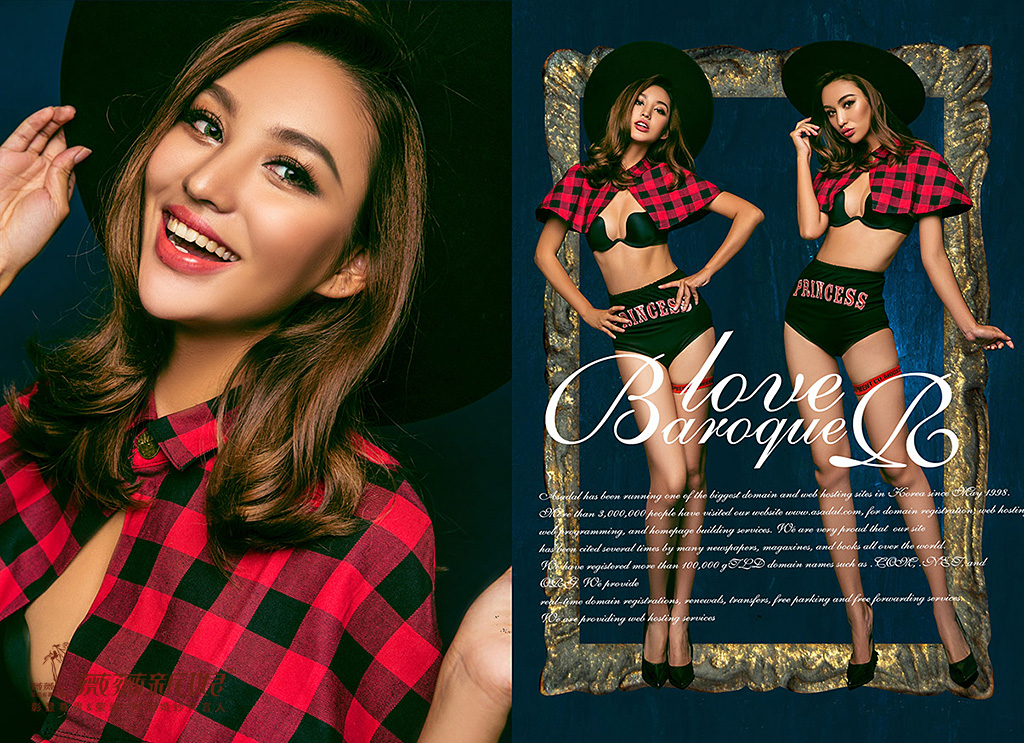 PRINCESS
PRINCESS
love
Baroque R
Asadal has been running one of the biggest domain and web hosting sites in Korea since May 1998.
More than 3,000,000 people have visited our website www.asadal.com, for domain registration, web hostin
web programming, and homepage building services. We are very proud that our site
has been cited several times by many newspapers, magazines, and books all over the world.
We have registered more than 100,000 gTLD domain names such as .COM, .NET, and
ORG. We provide
real-time domain registrations, renewals, transfers, free parking and free forwarding services.
We are providing web hosting services
薇薇新娘